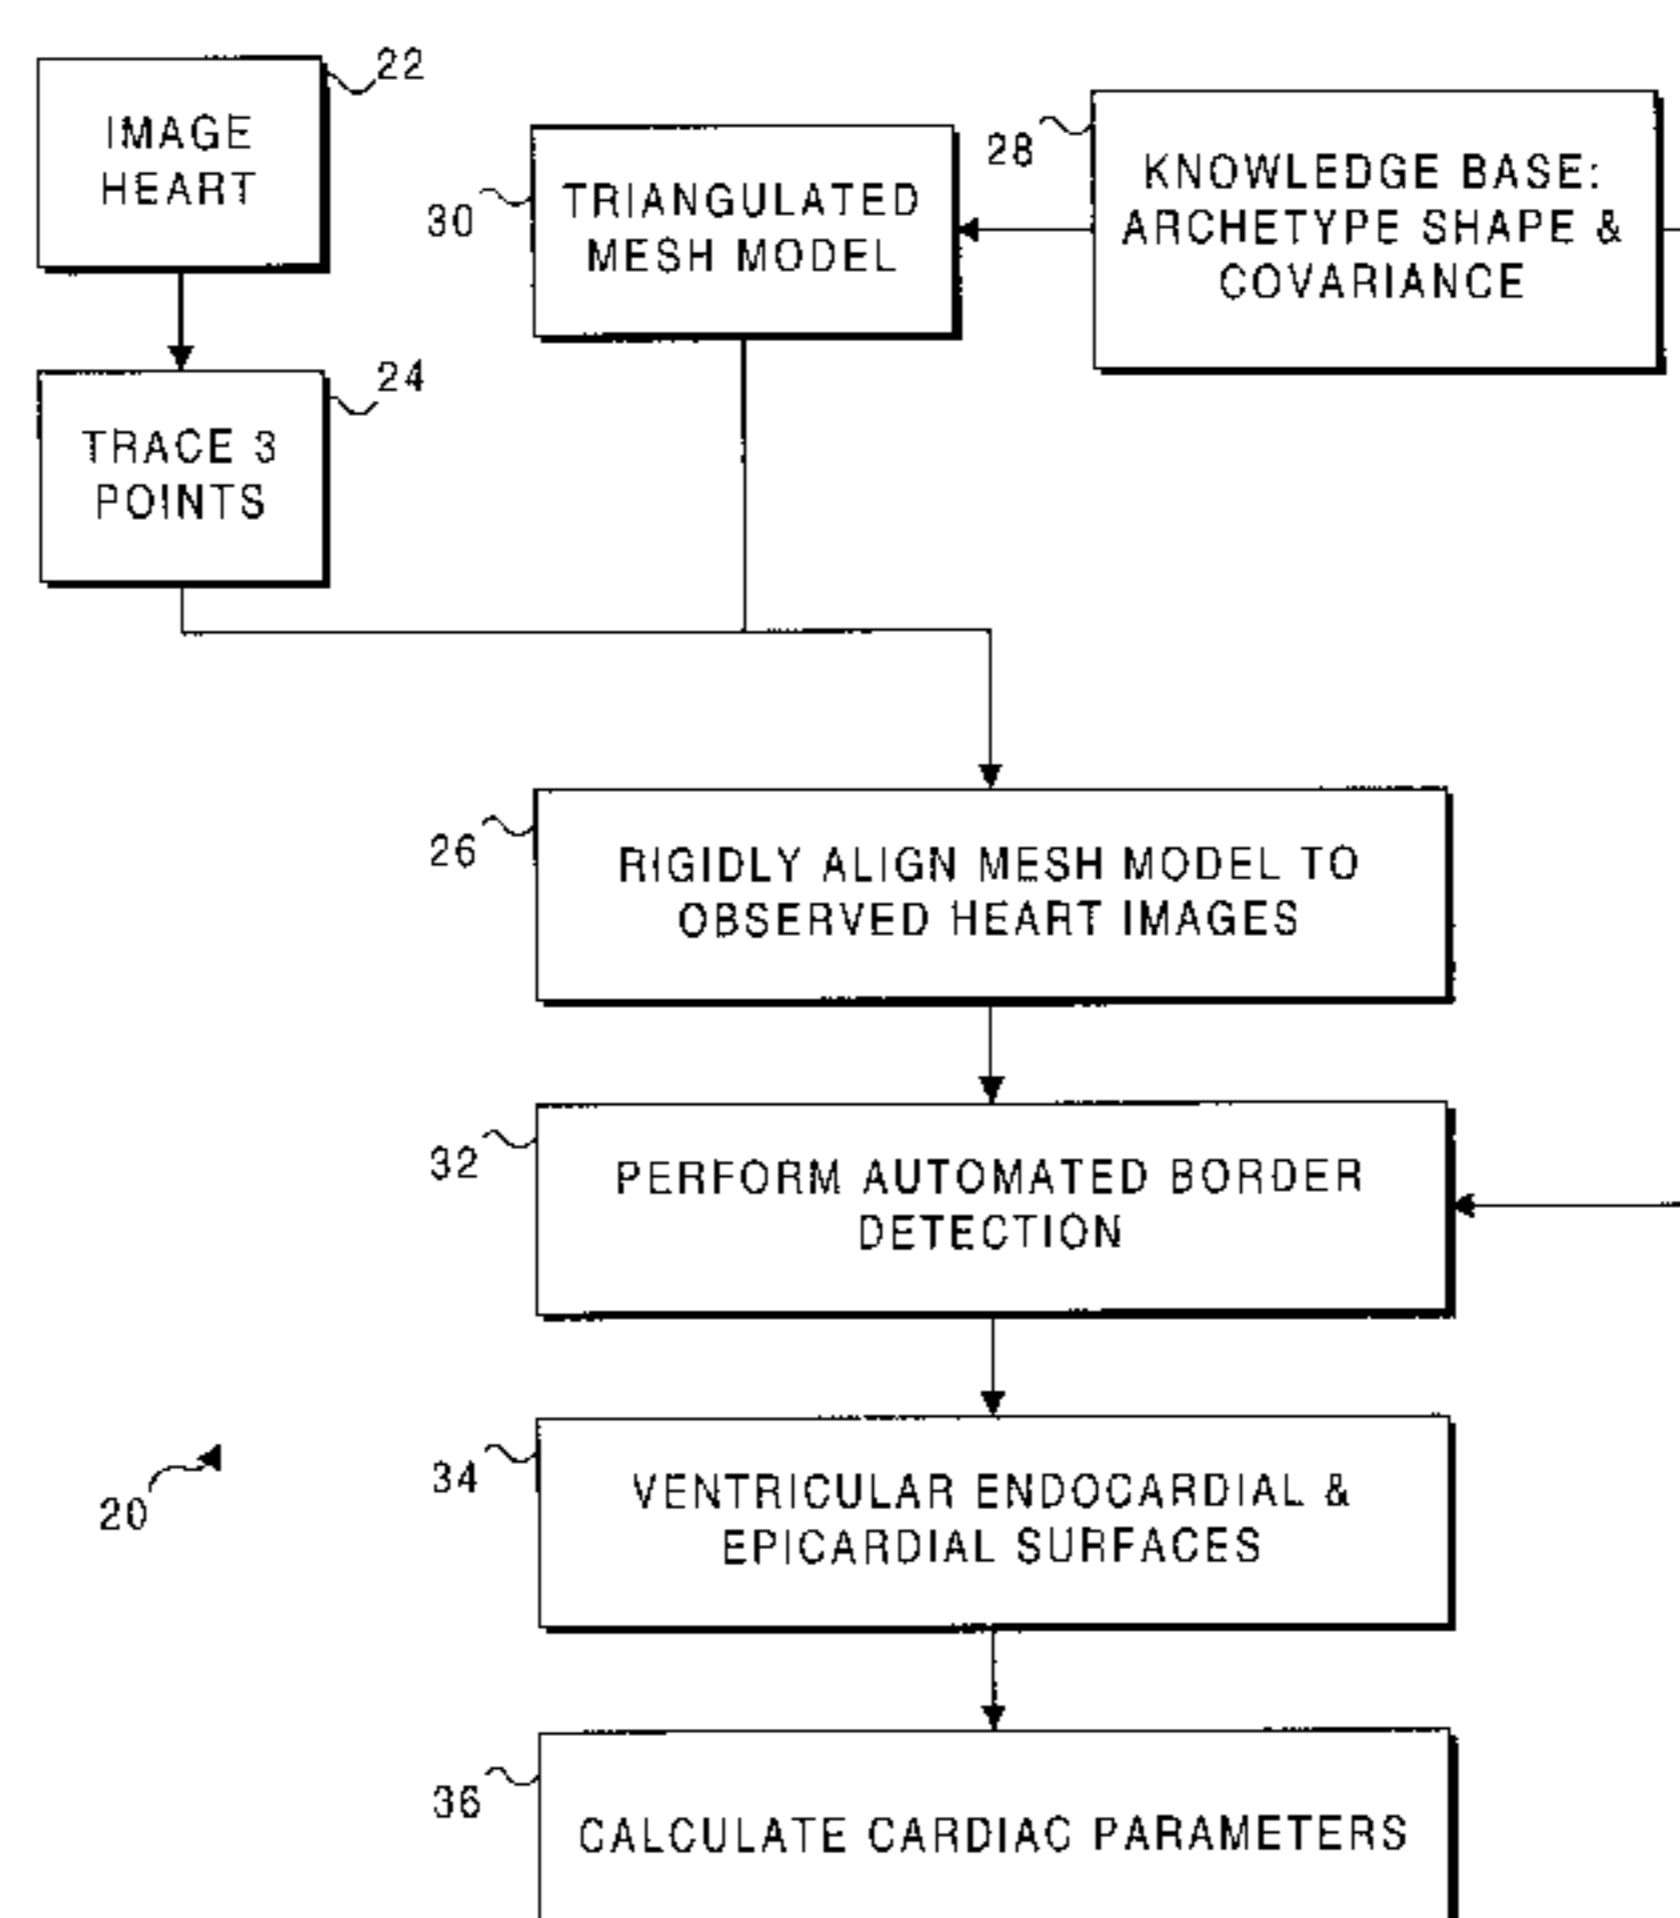 22
IMAGE
HEART
28
KNOWLEDGE BASE:
ARCHETYPE SHAPE &
COVARIANCE
30
TRIANGULATED
MESH MODEL
24
TRACE 3
POINTS
26
RIGIDLY ALIGN MESH MODEL TO
OBSERVED HEART IMAGES
32
PERFORM AUTOMATED BORDER
DETECTION
20
34
VENTRICULAR ENDOCARDIAL &
EPICARDIAL SURFACES
36
CALCULATE CARDIAC PARAMETERS